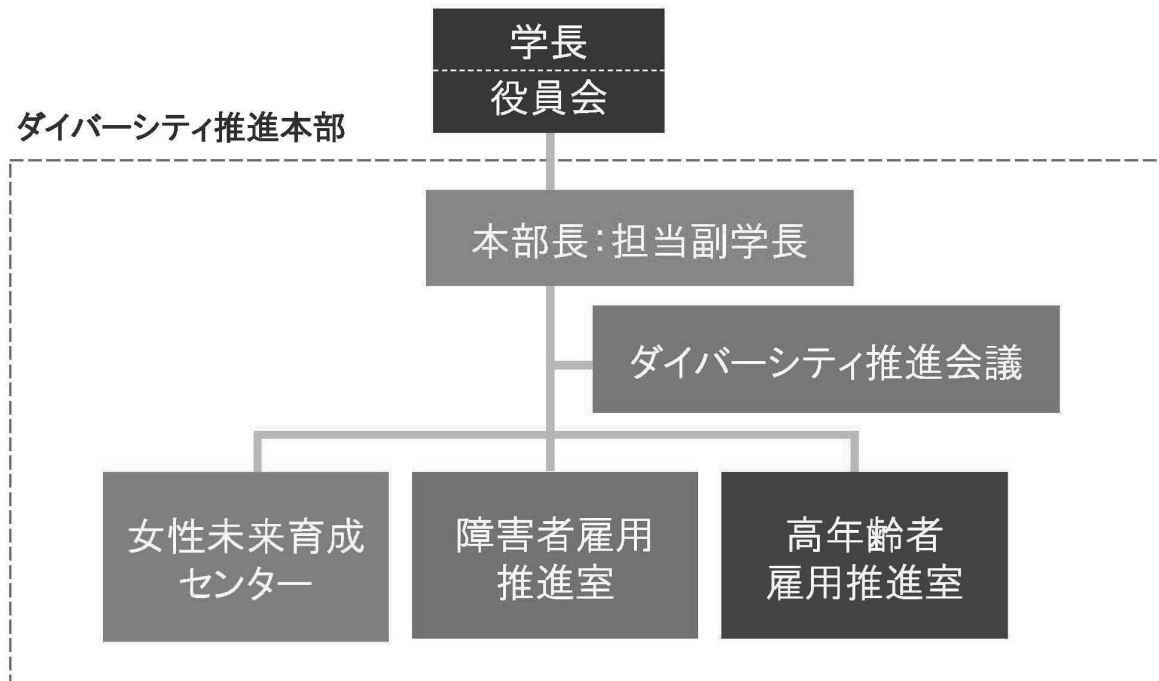 学長
役員会
ダイバーシティ推進本部
本部長：担当副学長
ダイバーシティ推進会議
女性未来育成
センター
障害者雇用
推進室
高年齢者
雇用推進室